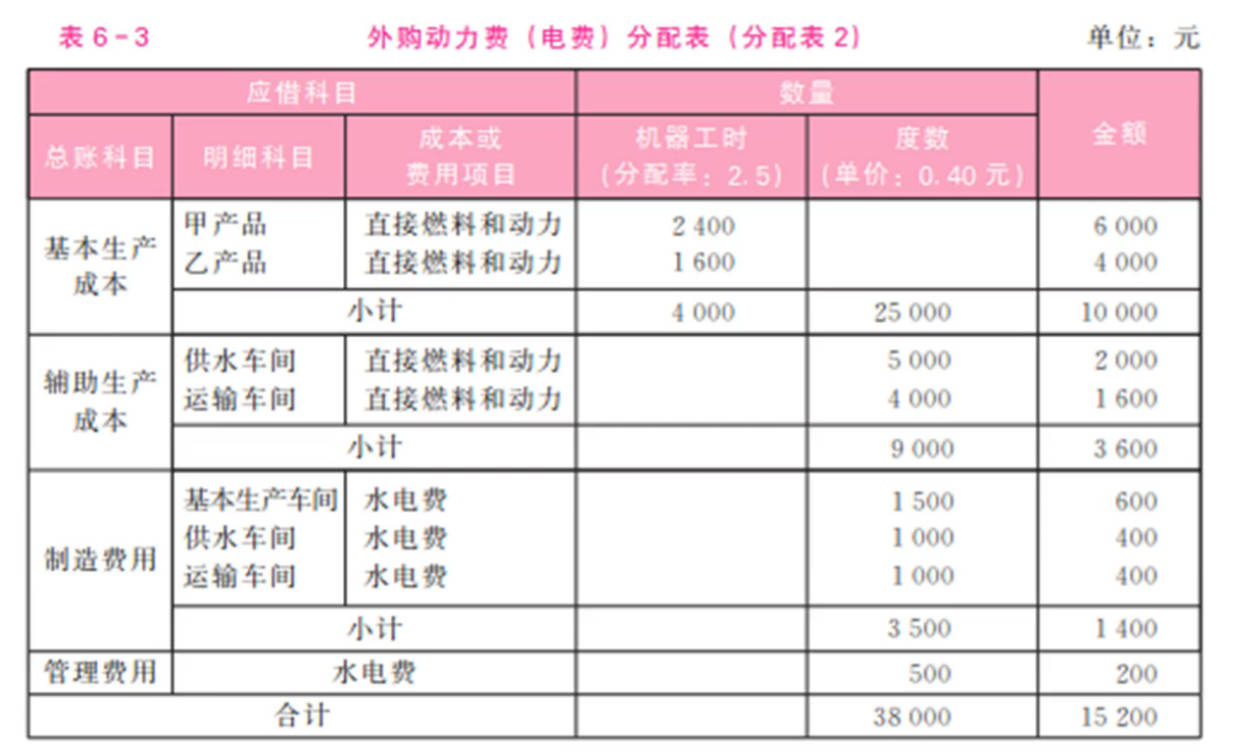 表 6-3 外购动力费（电费）分配表（分配表 2） 单位：元
应借科目 数量 金额
总账科目 明细科目 成本或费用项目 机器工时（分配率：2.5） 度数（单价：0.40 元）
基本生产成本 甲产品 直接燃料和动力 2 400 6 000
乙产品 直接燃料和动力 1 600 4 000
小计 4 000 25 000 10 000
辅助生产成本 供水车间 直接燃料和动力 5 000 2 000
运输车间 直接燃料和动力 4 000 1 600
小计 9 000 3 600
制造费用 基本生产车间 水电费 1 500 600
供水车间 水电费 1 000 400
运输车间 水电费 1 000 400
小计 3 500 1 400
管理费用 水电费 500 200
合计 38 000 15 200